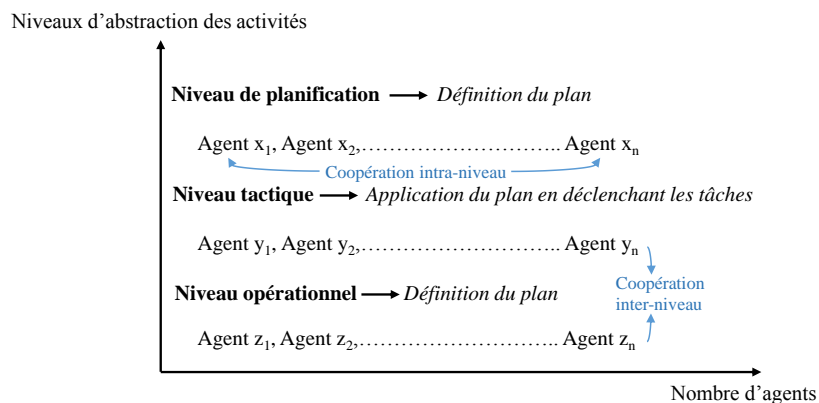 Niveaux d’abstraction des activités
Niveau de planification → Définition du plan
Agent x₁, Agent x₂,……………………….. Agent xₙ
Coopération intra-niveau
Niveau tactique → Application du plan en déclenchant les tâches
Agent y₁, Agent y₂,……………………….. Agent yₙ
Coopération
inter-niveau
Niveau opérationnel → Définition du plan
Agent z₁, Agent z₂,……………………….. Agent zₙ
Nombre d’agents